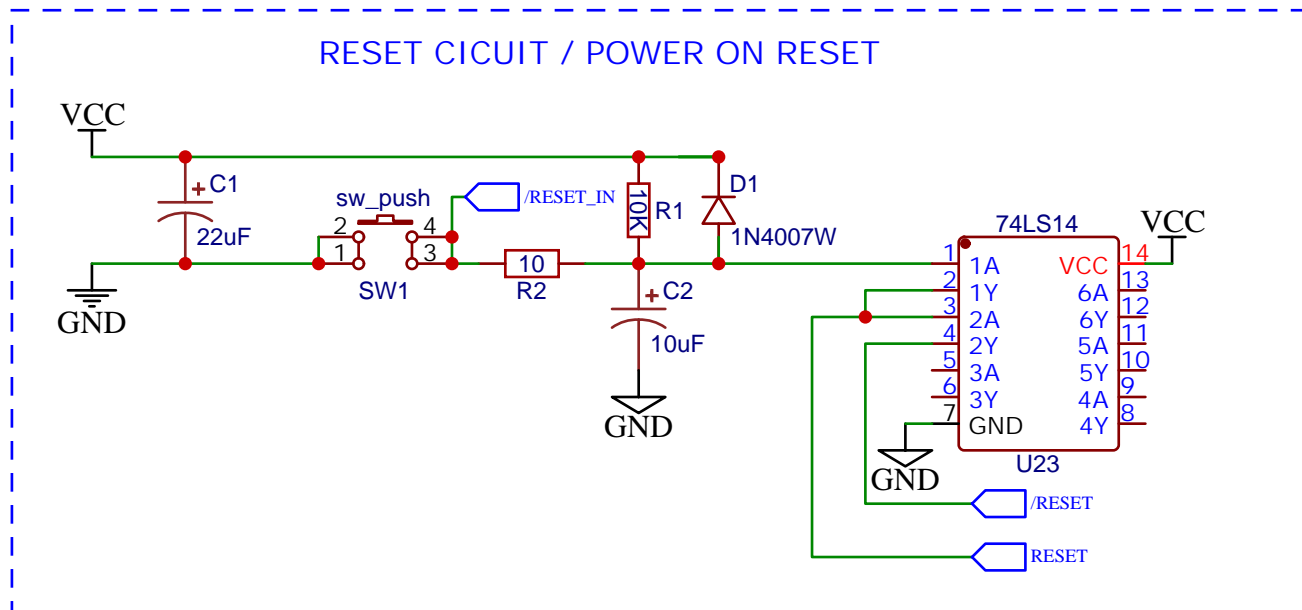 RESET CICUIT / POWER ON RESET
VCC
C1
22uF
GND
sw_push
2
1
4
3
SW1
/RESET_IN
10
R2
10K
R1
D1
1N4007W
C2
10uF
GND
74LS14
VCC
1 1A
2 1Y
3 2A
4 2Y
5 3A
6 3Y
7 GND
VCC 14
6A 13
6Y 12
5A 11
5Y 10
4A 9
4Y 8
GND
U23
/RESET
RESET